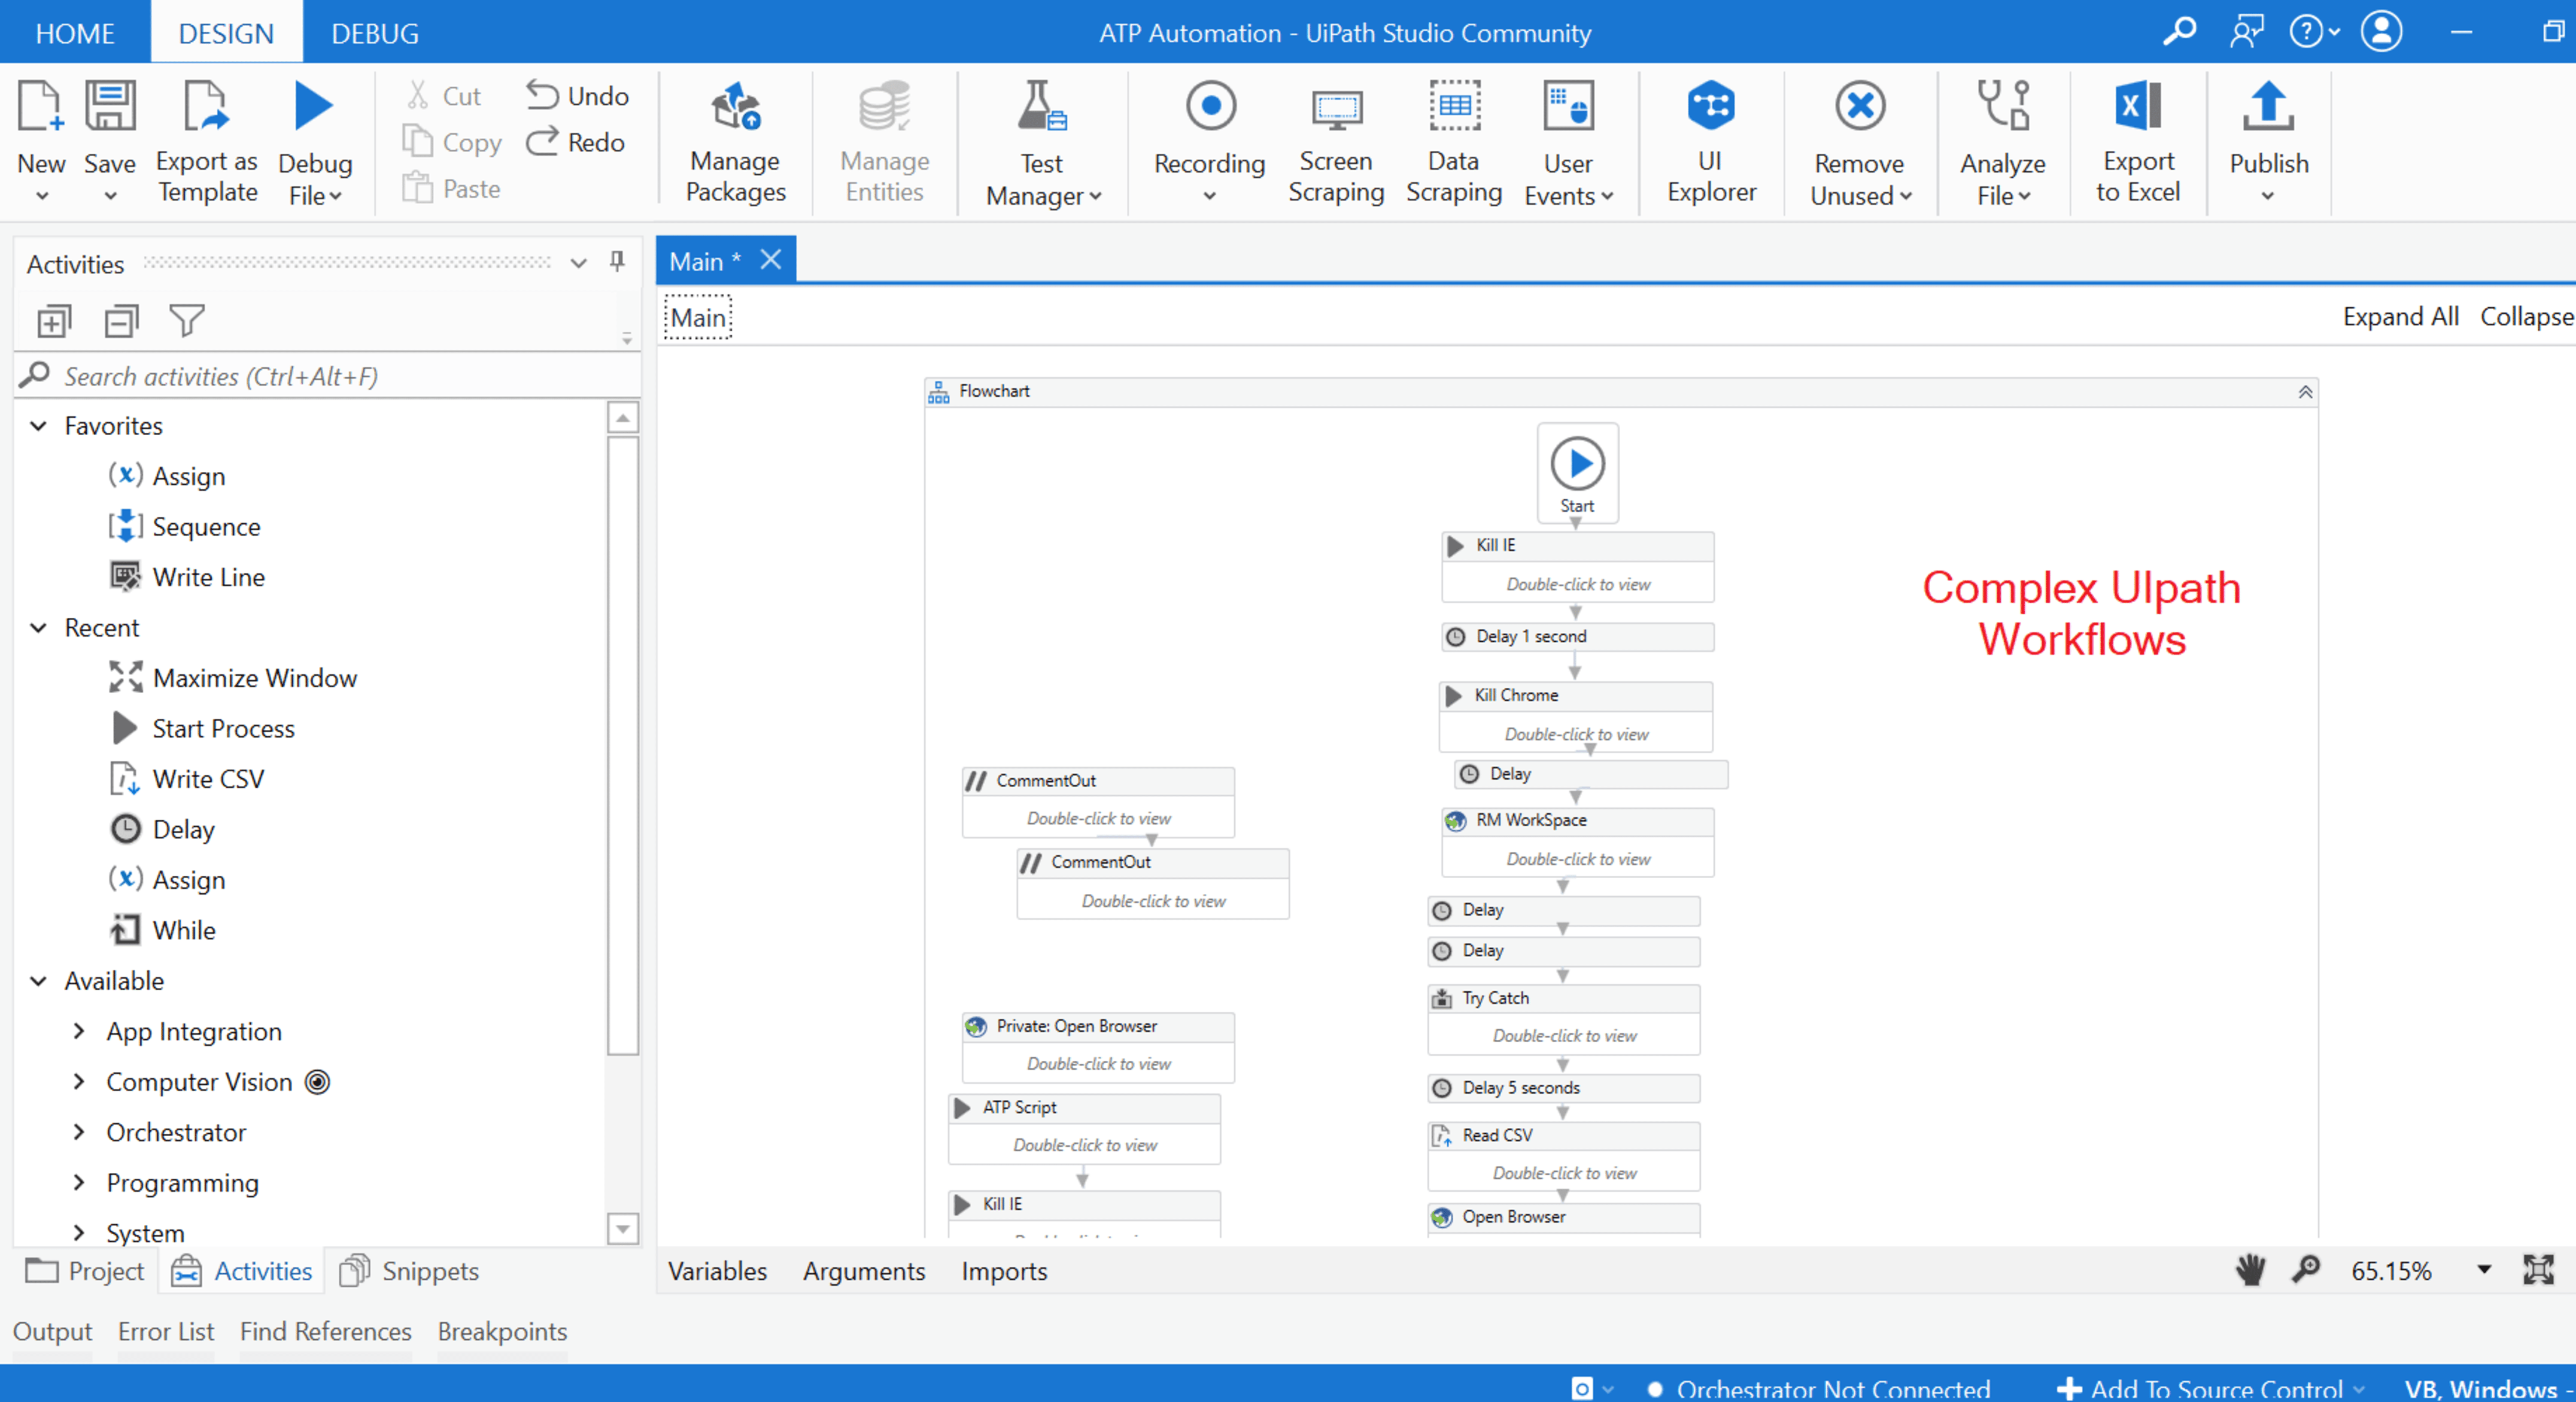 HOME DESIGN DEBUG ATP Automation - UiPath Studio Community
New Save Export as Template Debug File
Cut Undo
Copy Redo
Paste
Manage Packages
Manage Entities
Test Manager
Recording
Screen Scraping
Data Scraping
User Events
UI Explorer
Remove Unused
Analyze File
Export to Excel
Publish
Activities
Search activities (Ctrl+Alt+F)
Favorites
Assign
Sequence
Write Line
Recent
Maximize Window
Start Process
Write CSV
Delay
Assign
While
Available
App Integration
Computer Vision
Orchestrator
Programming
System
Project Activities Snippets
Main *
Main Expand All Collapse
Flowchart
Start
Kill IE
Double-click to view
Delay 1 second
Kill Chrome
Double-click to view
Delay
RM WorkSpace
Double-click to view
Delay
Delay
Try Catch
Double-click to view
Delay 5 seconds
Read CSV
Double-click to view
Open Browser
CommentOut
Double-click to view
CommentOut
Double-click to view
Private: Open Browser
Double-click to view
ATP Script
Double-click to view
Kill IE
Complex UIpath
Workflows
Variables Arguments Imports 65.15%
Output Error List Find References Breakpoints
Orchestrator Not Connected Add To Source Control VB, Windows -